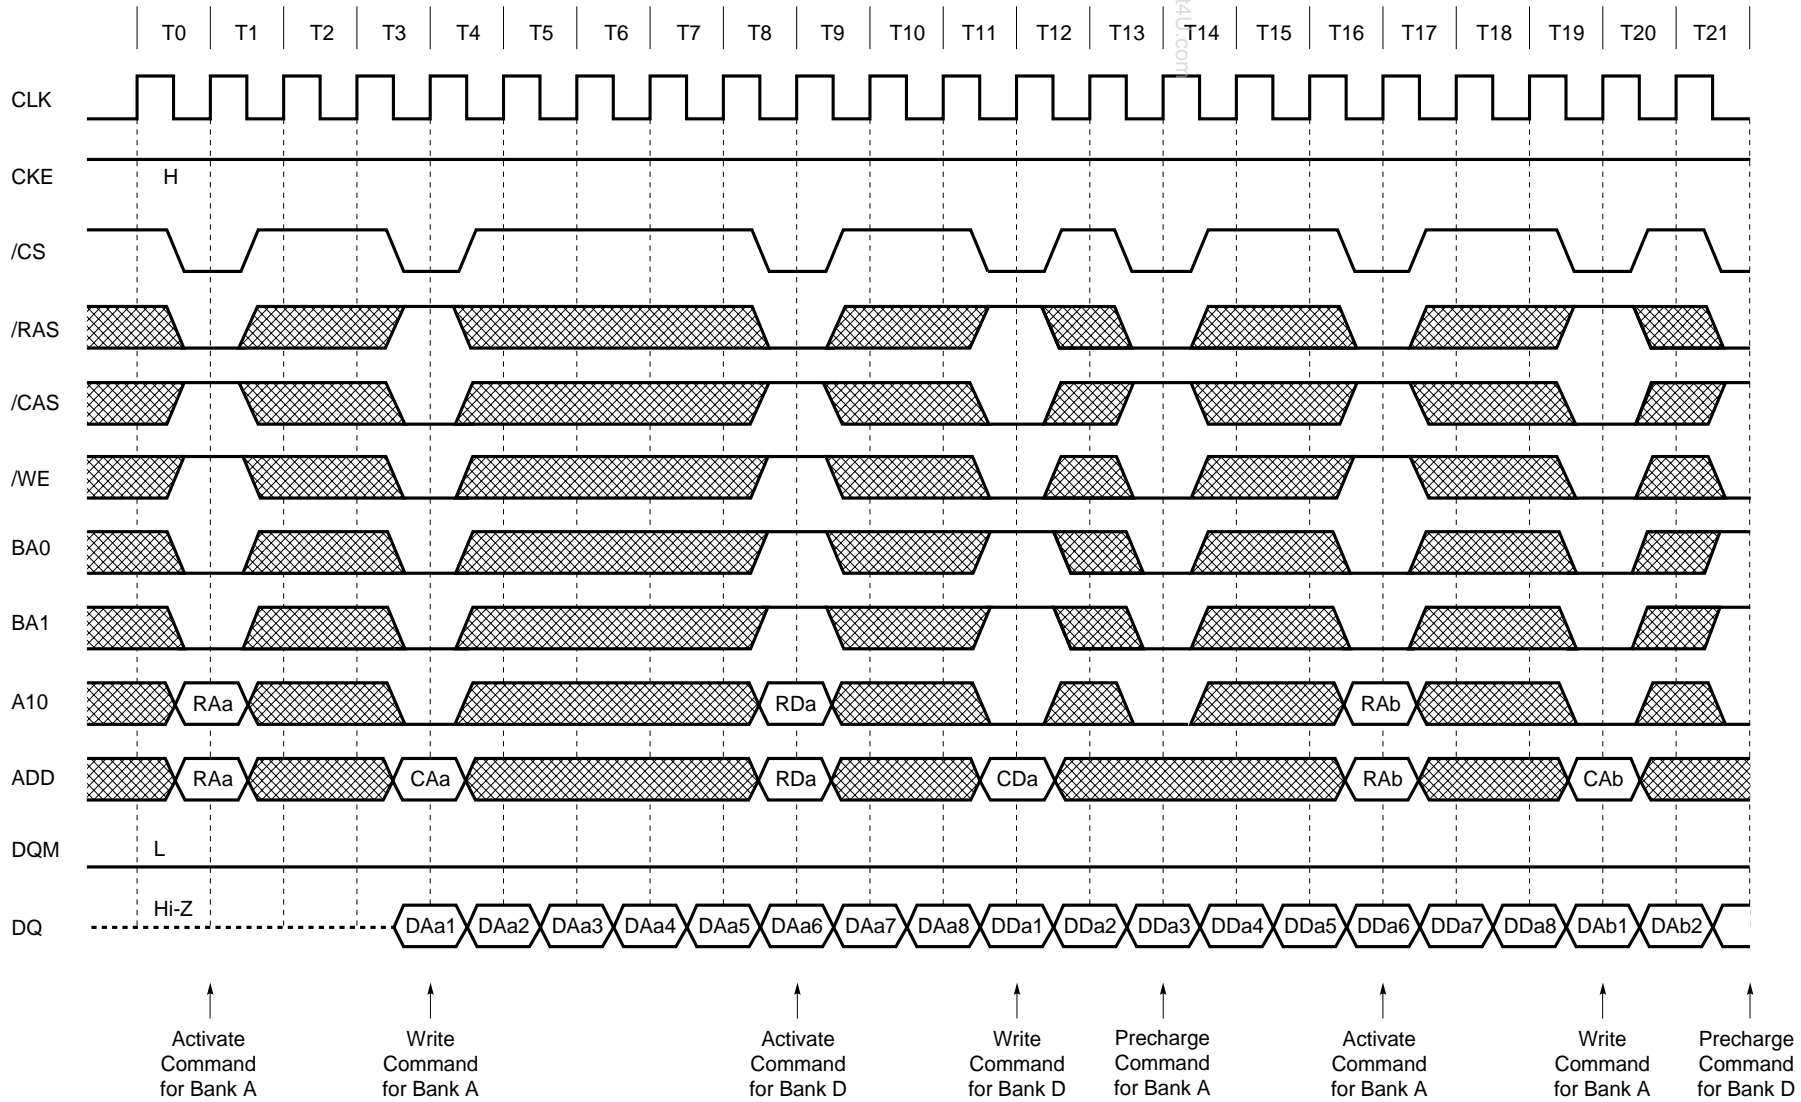 t4U.com
T0 T1 T2 T3 T4 T5 T6 T7 T8 T9 T10 T11 T12 T13 T14 T15 T16 T17 T18 T19 T20 T21
CLK
CKE H
/CS
/RAS
/CAS
/WE
BA0
BA1
A10 RAa RDa RAb
ADD RAa CAa RDa CDa RAb CAb
DQM L
Hi-Z
DQ DAa1 DAa2 DAa3 DAa4 DAa5 DAa6 DAa7 DAa8 DDa1 DDa2 DDa3 DDa4 DDa5 DDa6 DDa7 DDa8 DAb1 DAb2
Activate
Command
for Bank A
Write
Command
for Bank A
Activate
Command
for Bank D
Write
Command
for Bank D
Precharge
Command
for Bank A
Activate
Command
for Bank A
Write
Command
for Bank A
Precharge
Command
for Bank D